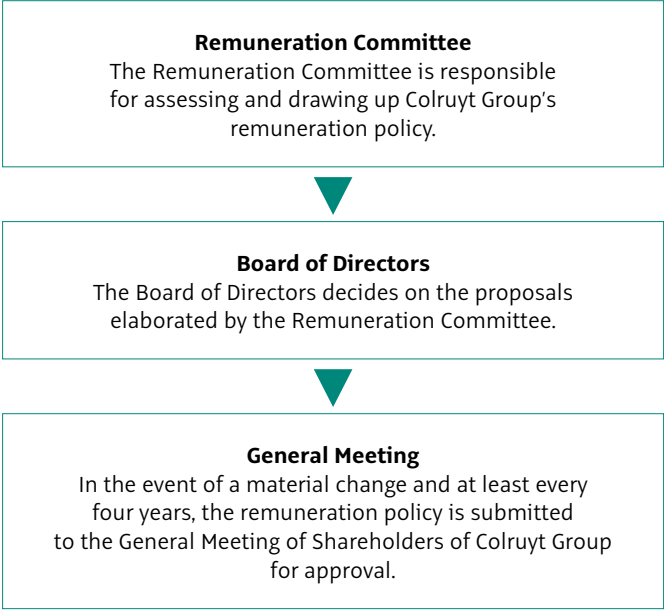 Remuneration Committee
The Remuneration Committee is responsible
for assessing and drawing up Colruyt Group's
remuneration policy.
Board of Directors
The Board of Directors decides on the proposals
elaborated by the Remuneration Committee.
General Meeting
In the event of a material change and at least every
four years, the remuneration policy is submitted
to the General Meeting of Shareholders of Colruyt Group
for approval.